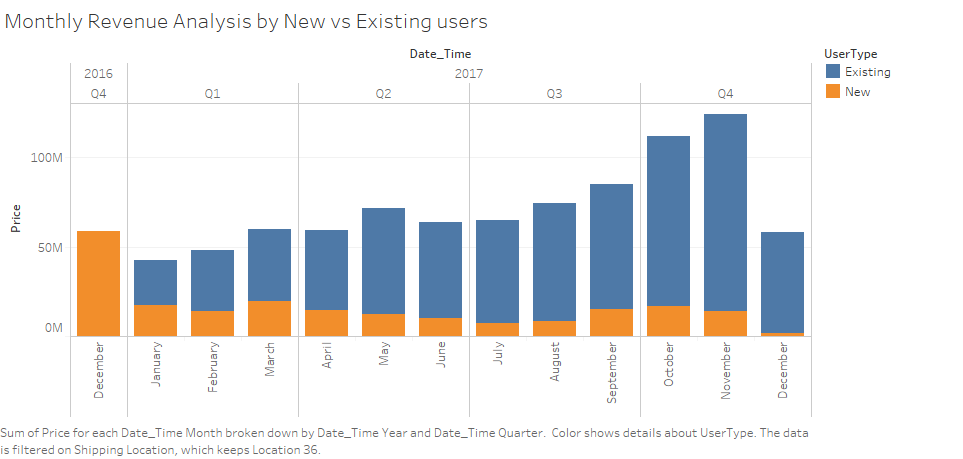 Monthly Revenue Analysis by New vs Existing users
Date_Time
UserType
2016
2017
Existing
Q4
Q1
Q2
Q3
Q4
New
100M
Price
50M
0M
December
January
February
March
April
May
June
July
August
September
October
November
December
Sum of Price for each Date_Time Month broken down by Date_Time Year and Date_Time Quarter.  Color shows details about UserType. The data
is filtered on Shipping Location, which keeps Location 36.